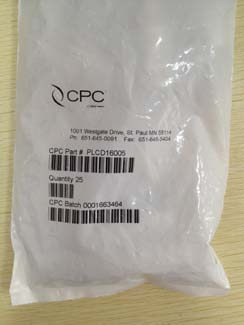 CPC
1001 Westgate Drive, St. Paul MN 55114
Ph: 651-645-0091 Fax: 651-645-5404
CPC Part # PLCD16005
Quantity 25
CPC Batch 0001663464